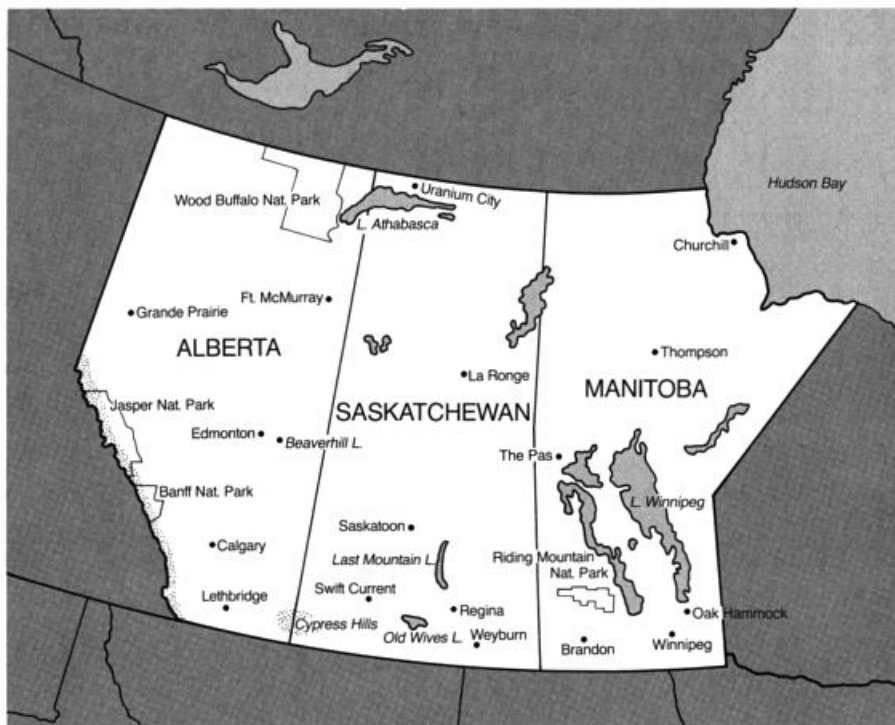 Hudson Bay
Uranium City
Wood Buffalo Nat. Park
L. Athabasca
Churchill
Ft. McMurray
Grande Prairie
ALBERTA
Thompson
La Ronge
MANITOBA
Jasper Nat. Park
SASKATCHEWAN
Edmonton
Beaverhill L.
The Pas
Banff Nat. Park
L. Winnipeg
Saskatoon
Calgary
Last Mountain L.
Riding Mountain
Nat. Park
Swift Current
Lethbridge
Regina
Oak Hammock
Cypress Hills
Old Wives L.
Weyburn
Brandon
Winnipeg